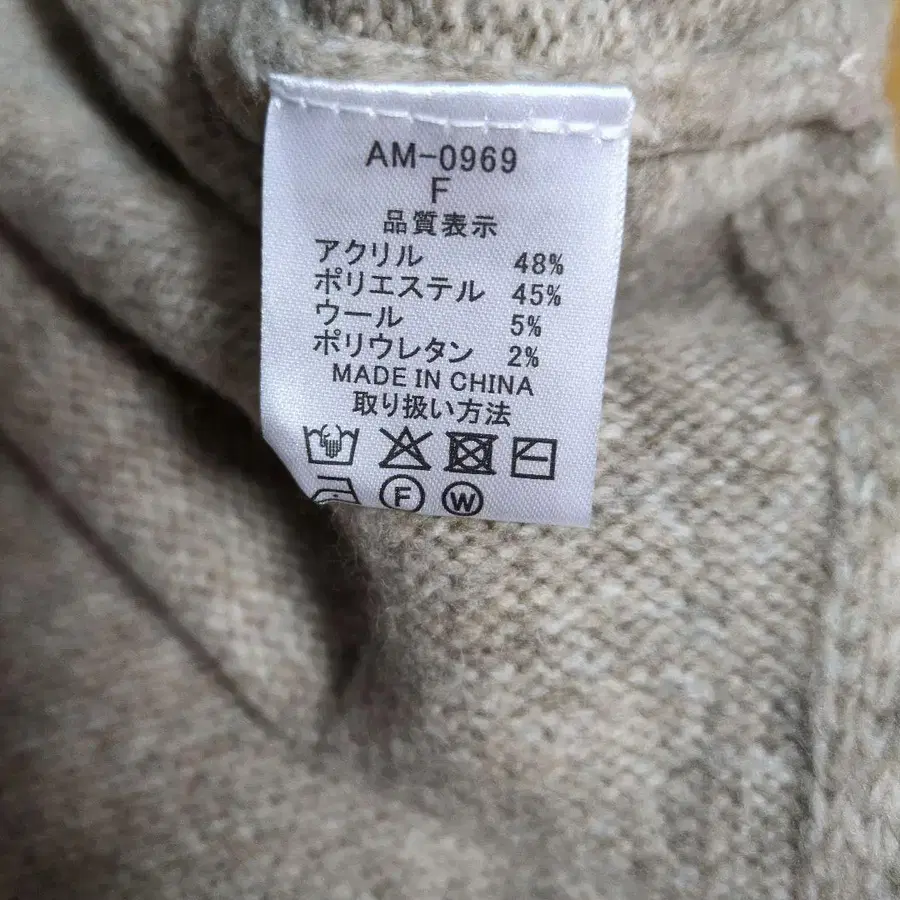 AM-0969
F
品質表示
アクリル 48%
ポリエステル 45%
ウール 5%
ポリウレタン 2%
MADE IN CHINA
取り扱い方法
F W